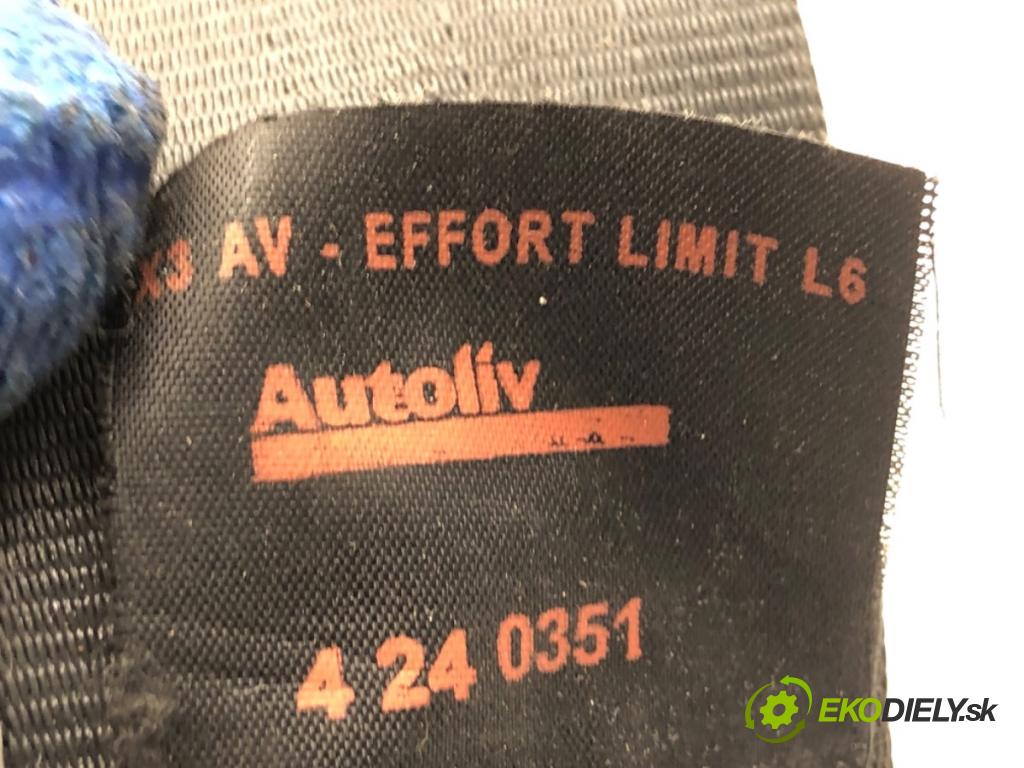 X3 AV - EFFORT LIMIT L6
Autoliv
4 24 0351
EKODIELY.sk